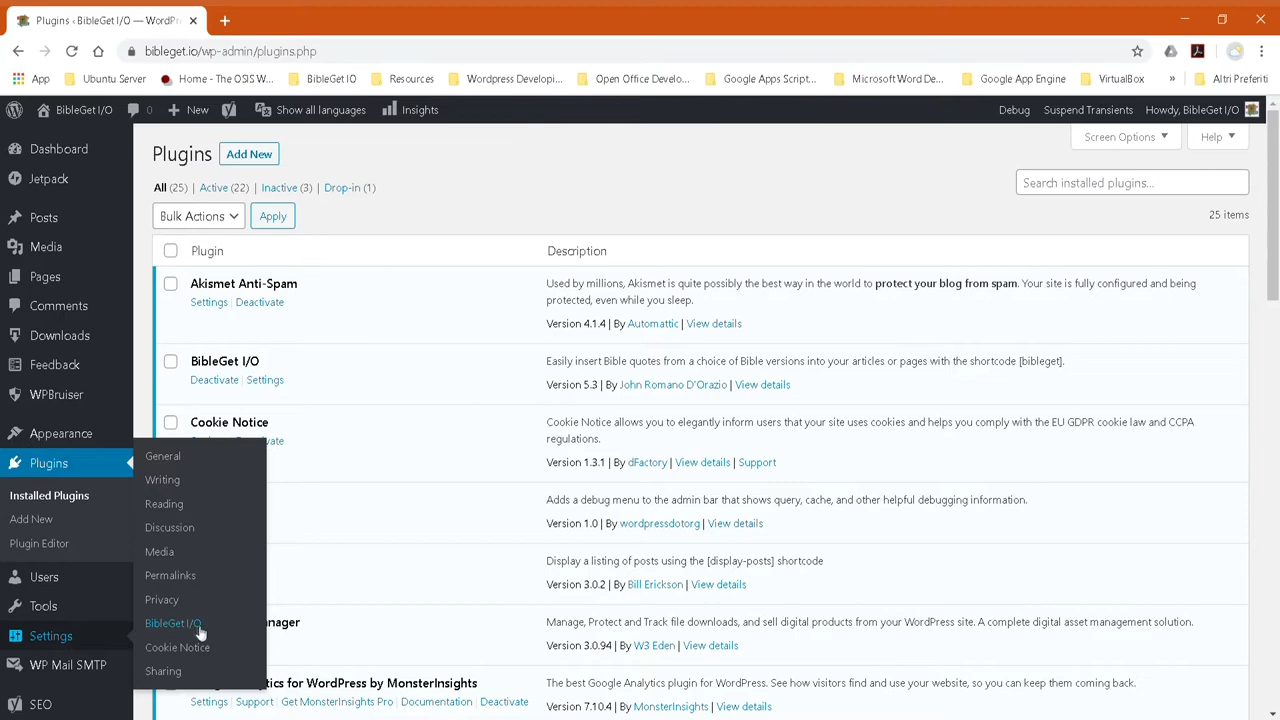 Plugins ‹ BibleGet I/O — WordPr
bibleget.io/wp-admin/plugins.php
App
Ubuntu Server
Home - The OSIS W...
BibleGet IO
Resources
Wordpress Developi...
Open Office Develo...
Google Apps Script...
Microsoft Word De...
Google App Engine
VirtualBox
»
Altri Preferiti
BibleGet I/O
0
New
Show all languages
Insights
Debug
Suspend Transients
Howdy, BibleGet I/O
Dashboard
Jetpack
Posts
Media
Pages
Comments
Downloads
Feedback
WPBruiser
Appearance
Plugins
Installed Plugins
Add New
Plugin Editor
Users
Tools
Settings
WP Mail SMTP
SEO
General
Writing
Reading
Discussion
Media
Permalinks
Privacy
BibleGet I/O
Cookie Notice
Sharing
Plugins
Add New
Screen Options
Help
All (25) | Active (22) | Inactive (3) | Drop-in (1)
Search installed plugins...
Bulk Actions
Apply
25 items
Plugin
Description
Akismet Anti-Spam
Settings | Deactivate
Used by millions, Akismet is quite possibly the best way in the world to protect your blog from spam. Your site is fully configured and being
protected, even while you sleep.
Version 4.1.4 | By Automattic | View details
BibleGet I/O
Deactivate | Settings
Easily insert Bible quotes from a choice of Bible versions into your articles or pages with the shortcode [bibleget].
Version 5.3 | By John Romano D'Orazio | View details
Cookie Notice
Cookie Notice allows you to elegantly inform users that your site uses cookies and helps you comply with the EU GDPR cookie law and CCPA
regulations.
Version 1.3.1 | By dFactory | View details | Support
Adds a debug menu to the admin bar that shows query, cache, and other helpful debugging information.
Version 1.0 | By wordpressdotorg | View details
Display a listing of posts using the [display-posts] shortcode
Version 3.0.2 | By Bill Erickson | View details
Manage, Protect and Track file downloads, and sell digital products from your WordPress site. A complete digital asset management solution.
Version 3.0.94 | By W3 Eden | View details
for WordPress by MonsterInsights
Settings | Support | Get MonsterInsights Pro | Documentation | Deactivate
The best Google Analytics plugin for WordPress. See how visitors find and use your website, so you can keep them coming back.
Version 7.10.4 | By MonsterInsights | View details